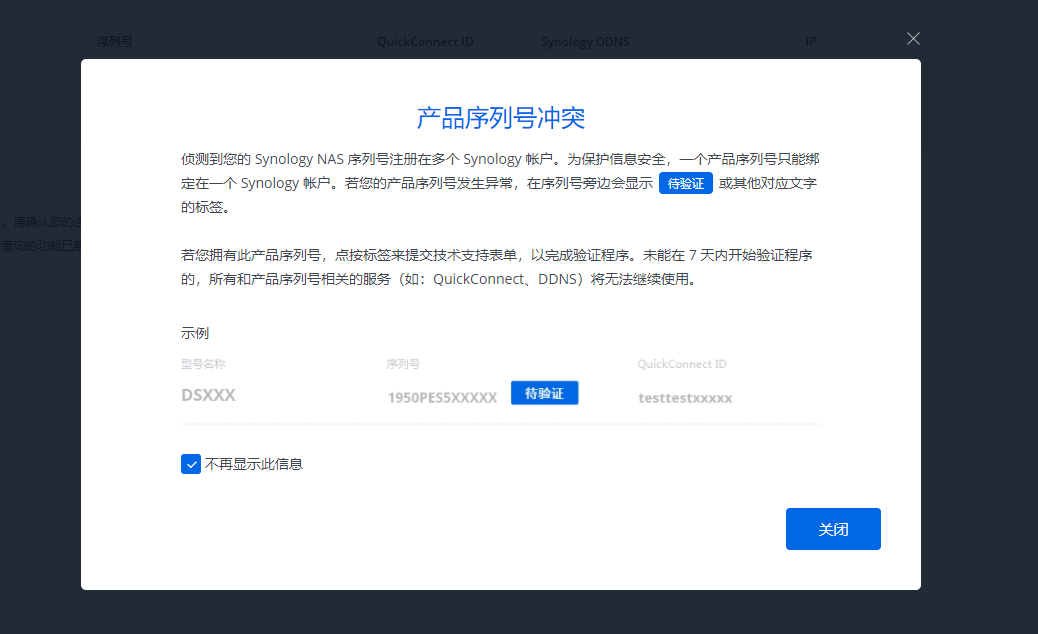 序列号 QuickConnect ID Synology DDNS IP
产品序列号冲突
侦测到您的 Synology NAS 序列号注册在多个 Synology 帐户。为保护信息安全，一个产品序列号只能绑
定在一个 Synology 帐户。若您的产品序列号发生异常，在序列号旁边会显示 待验证 或其他对应文字
的标签。
，请确认您的
查询的功能已
若您拥有此产品序列号，点按标签来提交技术支持表单，以完成验证程序。未能在 7 天内开始验证程序
的，所有和产品序列号相关的服务（如：QuickConnect、DDNS）将无法继续使用。
示例
型号名称 序列号 QuickConnect ID
DSXXX 1950PES5XXXXX 待验证 testtestxxxxx
不再显示此信息
关闭